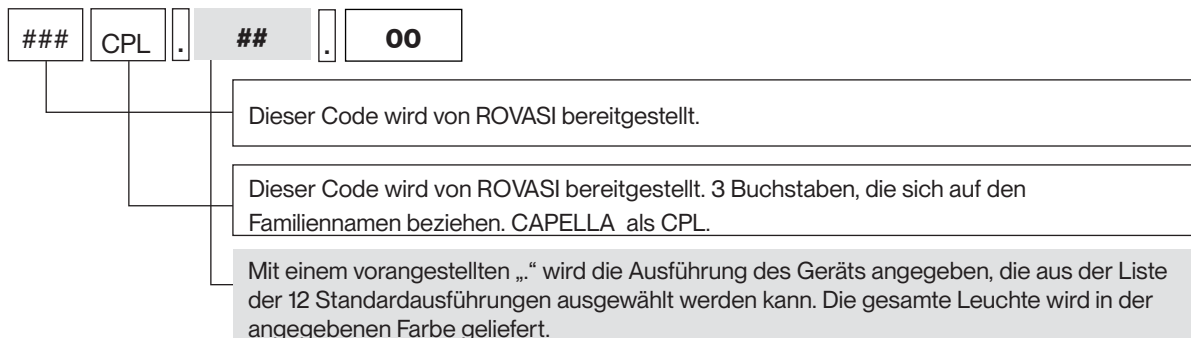 ### CPL . ## . 00
Dieser Code wird von ROVASI bereitgestellt.
Dieser Code wird von ROVASI bereitgestellt. 3 Buchstaben, die sich auf den
Familiennamen beziehen. CAPELLA als CPL.
Mit einem vorangestellten „.“ wird die Ausführung des Geräts angegeben, die aus der Liste
der 12 Standardausführungen ausgewählt werden kann. Die gesamte Leuchte wird in der
angegebenen Farbe geliefert.